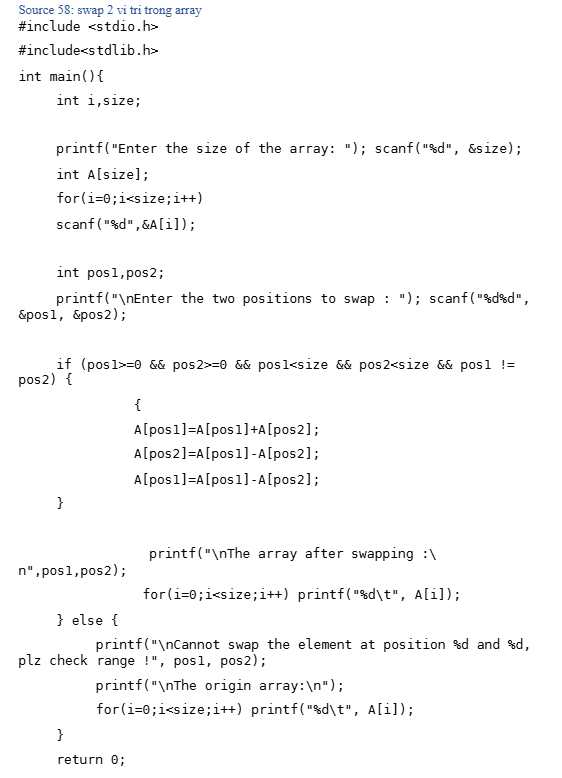 Source 58: swap 2 vi tri trong array
#include <stdio.h>
#include<stdlib.h>
int main(){
int i,size;
printf("Enter the size of the array: "); scanf("%d", &size);
int A[size];
for(i=0;i<size;i++)
scanf("%d",&A[i]);
int pos1,pos2;
printf("\nEnter the two positions to swap : "); scanf("%d%d",
&pos1, &pos2);
if (pos1>=0 && pos2>=0 && pos1<size && pos2<size && pos1 !=
pos2) {
{
A[pos1]=A[pos1]+A[pos2];
A[pos2]=A[pos1]-A[pos2];
A[pos1]=A[pos1]-A[pos2];
}
printf("\nThe array after swapping :\
n",pos1,pos2);
for(i=0;i<size;i++) printf("%d\t", A[i]);
} else {
printf("\nCannot swap the element at position %d and %d,
plz check range !", pos1, pos2);
printf("\nThe origin array:\n");
for(i=0;i<size;i++) printf("%d\t", A[i]);
}
return 0;